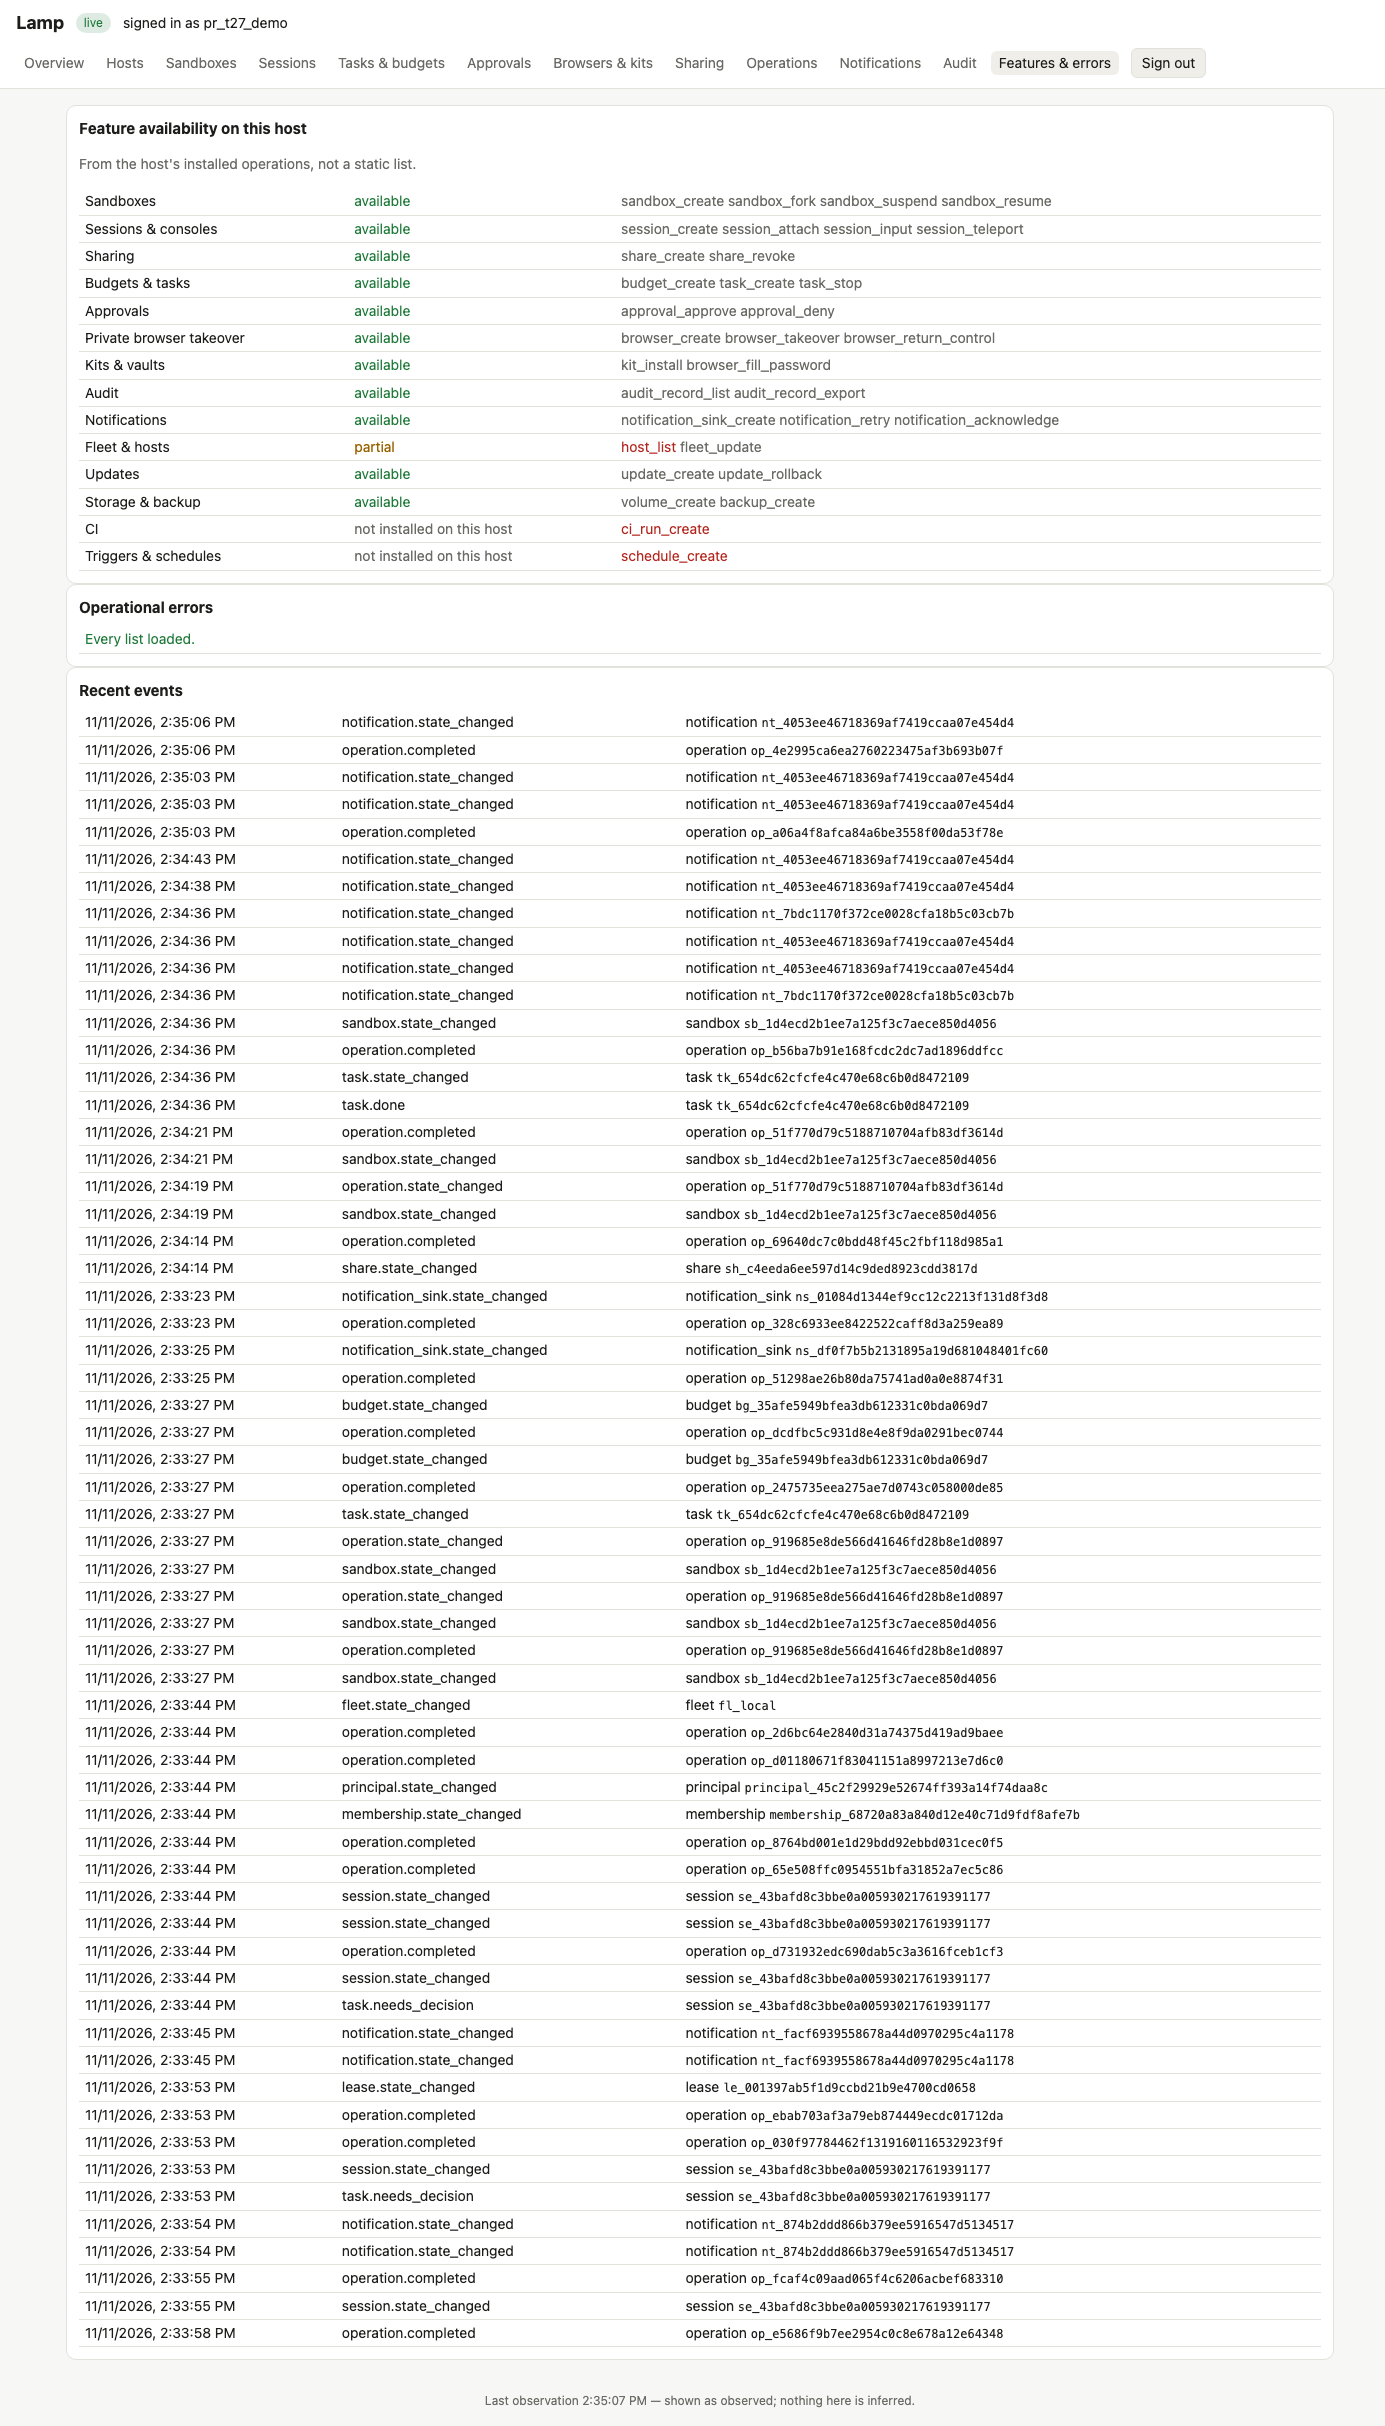 Lamp live signed in as pr_t27_demo
Overview Hosts Sandboxes Sessions Tasks & budgets Approvals Browsers & kits Sharing Operations Notifications Audit Features & errors Sign out
Feature availability on this host
From the host's installed operations, not a static list.
Sandboxes available sandbox_create sandbox_fork sandbox_suspend sandbox_resume
Sessions & consoles available session_create session_attach session_input session_teleport
Sharing available share_create share_revoke
Budgets & tasks available budget_create task_create task_stop
Approvals available approval_approve approval_deny
Private browser takeover available browser_create browser_takeover browser_return_control
Kits & vaults available kit_install browser_fill_password
Audit available audit_record_list audit_record_export
Notifications available notification_sink_create notification_retry notification_acknowledge
Fleet & hosts partial host_list fleet_update
Updates available update_create update_rollback
Storage & backup available volume_create backup_create
CI not installed on this host ci_run_create
Triggers & schedules not installed on this host schedule_create
Operational errors
Every list loaded.
Recent events
11/11/2026, 2:35:06 PM notification.state_changed notification nt_4053ee46718369af7419ccaa07e454d4
11/11/2026, 2:35:06 PM operation.completed operation op_4e2995ca6ea2760223475af3b693b07f
11/11/2026, 2:35:03 PM notification.state_changed notification nt_4053ee46718369af7419ccaa07e454d4
11/11/2026, 2:35:03 PM notification.state_changed notification nt_4053ee46718369af7419ccaa07e454d4
11/11/2026, 2:35:03 PM operation.completed operation op_a06a4f8afca84a6be3558f00da53f78e
11/11/2026, 2:34:43 PM notification.state_changed notification nt_4053ee46718369af7419ccaa07e454d4
11/11/2026, 2:34:38 PM notification.state_changed notification nt_4053ee46718369af7419ccaa07e454d4
11/11/2026, 2:34:36 PM notification.state_changed notification nt_7bdc1170f372ce0028cfa18b5c03cb7b
11/11/2026, 2:34:36 PM notification.state_changed notification nt_4053ee46718369af7419ccaa07e454d4
11/11/2026, 2:34:36 PM notification.state_changed notification nt_4053ee46718369af7419ccaa07e454d4
11/11/2026, 2:34:36 PM notification.state_changed notification nt_7bdc1170f372ce0028cfa18b5c03cb7b
11/11/2026, 2:34:36 PM sandbox.state_changed sandbox sb_1d4ecd2b1ee7a125f3c7aece850d4056
11/11/2026, 2:34:36 PM operation.completed operation op_b56ba7b91e168fcdc2dc7ad1896ddfcc
11/11/2026, 2:34:36 PM task.state_changed task tk_654dc62cfcfe4c470e68c6b0d8472109
11/11/2026, 2:34:36 PM task.done task tk_654dc62cfcfe4c470e68c6b0d8472109
11/11/2026, 2:34:21 PM operation.completed operation op_51f770d79c5188710704afb83df3614d
11/11/2026, 2:34:21 PM sandbox.state_changed sandbox sb_1d4ecd2b1ee7a125f3c7aece850d4056
11/11/2026, 2:34:19 PM operation.state_changed operation op_51f770d79c5188710704afb83df3614d
11/11/2026, 2:34:19 PM sandbox.state_changed sandbox sb_1d4ecd2b1ee7a125f3c7aece850d4056
11/11/2026, 2:34:14 PM operation.completed operation op_69640dc7c0bdd48f45c2fbf118d985a1
11/11/2026, 2:34:14 PM share.state_changed share sh_c4eeda6ee597d14c9ded8923cdd3817d
11/11/2026, 2:33:23 PM notification_sink.state_changed notification_sink ns_01084d1344ef9cc12c2213f131d8f3d8
11/11/2026, 2:33:23 PM operation.completed operation op_328c6933ee8422522caff8d3a259ea89
11/11/2026, 2:33:25 PM notification_sink.state_changed notification_sink ns_df0f7b5b2131895a19d681048401fc60
11/11/2026, 2:33:25 PM operation.completed operation op_51298ae26b80da75741ad0a0e8874f31
11/11/2026, 2:33:27 PM budget.state_changed budget bg_35afe5949bfea3db612331c0bda069d7
11/11/2026, 2:33:27 PM operation.completed operation op_dcdfbc5c931d8e4e8f9da0291bec0744
11/11/2026, 2:33:27 PM budget.state_changed budget bg_35afe5949bfea3db612331c0bda069d7
11/11/2026, 2:33:27 PM operation.completed operation op_2475735eea275ae7d0743c058000de85
11/11/2026, 2:33:27 PM task.state_changed task tk_654dc62cfcfe4c470e68c6b0d8472109
11/11/2026, 2:33:27 PM operation.state_changed operation op_919685e8de566d41646fd28b8e1d0897
11/11/2026, 2:33:27 PM sandbox.state_changed sandbox sb_1d4ecd2b1ee7a125f3c7aece850d4056
11/11/2026, 2:33:27 PM operation.state_changed operation op_919685e8de566d41646fd28b8e1d0897
11/11/2026, 2:33:27 PM sandbox.state_changed sandbox sb_1d4ecd2b1ee7a125f3c7aece850d4056
11/11/2026, 2:33:27 PM operation.completed operation op_919685e8de566d41646fd28b8e1d0897
11/11/2026, 2:33:27 PM sandbox.state_changed sandbox sb_1d4ecd2b1ee7a125f3c7aece850d4056
11/11/2026, 2:33:44 PM fleet.state_changed fleet fl_local
11/11/2026, 2:33:44 PM operation.completed operation op_2d6bc64e2840d31a74375d419ad9baee
11/11/2026, 2:33:44 PM operation.completed operation op_d01180671f83041151a8997213e7d6c0
11/11/2026, 2:33:44 PM principal.state_changed principal principal_45c2f29929e52674ff393a14f74daa8c
11/11/2026, 2:33:44 PM membership.state_changed membership membership_68720a83a840d12e40c71d9fdf8afe7b
11/11/2026, 2:33:44 PM operation.completed operation op_8764bd001e1d29bdd92ebbd031cec0f5
11/11/2026, 2:33:44 PM operation.completed operation op_65e508ffc0954551bfa31852a7ec5c86
11/11/2026, 2:33:44 PM session.state_changed session se_43bafd8c3bbe0a005930217619391177
11/11/2026, 2:33:44 PM session.state_changed session se_43bafd8c3bbe0a005930217619391177
11/11/2026, 2:33:44 PM operation.completed operation op_d731932edc690dab5c3a3616fceb1cf3
11/11/2026, 2:33:44 PM session.state_changed session se_43bafd8c3bbe0a005930217619391177
11/11/2026, 2:33:44 PM task.needs_decision session se_43bafd8c3bbe0a005930217619391177
11/11/2026, 2:33:45 PM notification.state_changed notification nt_facf6939558678a44d0970295c4a1178
11/11/2026, 2:33:45 PM notification.state_changed notification nt_facf6939558678a44d0970295c4a1178
11/11/2026, 2:33:53 PM lease.state_changed lease le_001397ab5f1d9ccbd21b9e4700cd0658
11/11/2026, 2:33:53 PM operation.completed operation op_ebab703af3a79eb874449ecdc01712da
11/11/2026, 2:33:53 PM operation.completed operation op_030f97784462f1319160116532923f9f
11/11/2026, 2:33:53 PM session.state_changed session se_43bafd8c3bbe0a005930217619391177
11/11/2026, 2:33:53 PM task.needs_decision session se_43bafd8c3bbe0a005930217619391177
11/11/2026, 2:33:54 PM notification.state_changed notification nt_874b2ddd866b379ee5916547d5134517
11/11/2026, 2:33:54 PM notification.state_changed notification nt_874b2ddd866b379ee5916547d5134517
11/11/2026, 2:33:55 PM operation.completed operation op_fcaf4c09aad065f4c6206acbef683310
11/11/2026, 2:33:55 PM session.state_changed session se_43bafd8c3bbe0a005930217619391177
11/11/2026, 2:33:58 PM operation.completed operation op_e5686f9b7ee2954c0c8e678a12e64348
Last observation 2:35:07 PM — shown as observed; nothing here is inferred.